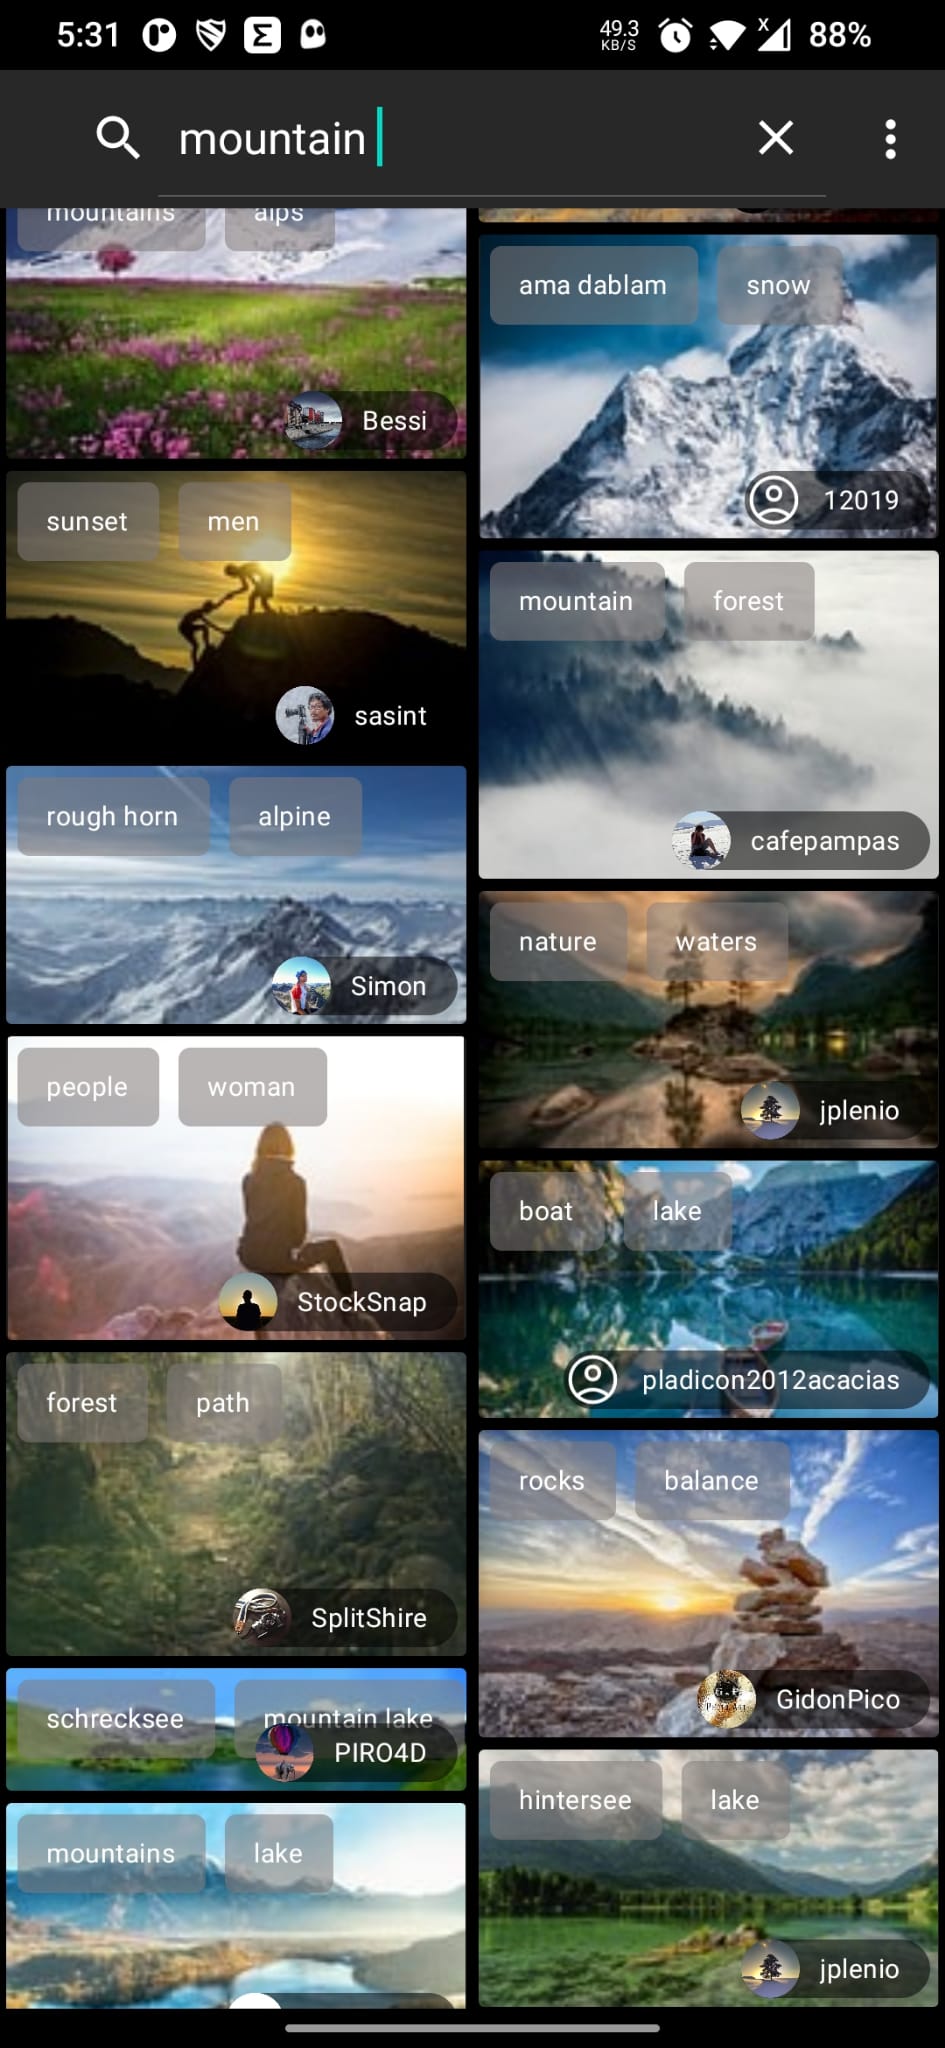 5:31
49.3
KB/S
X
88%
mountain
mountains alps
Bessi
sunset men
sasint
rough horn alpine
Simon
people woman
StockSnap
forest path
SplitShire
schrecksee mountain lake
PIRO4D
mountains lake
ama dablam snow
12019
mountain forest
cafepampas
nature waters
jplenio
boat lake
pladicon2012acacias
rocks balance
GidonPico
hintersee lake
jplenio